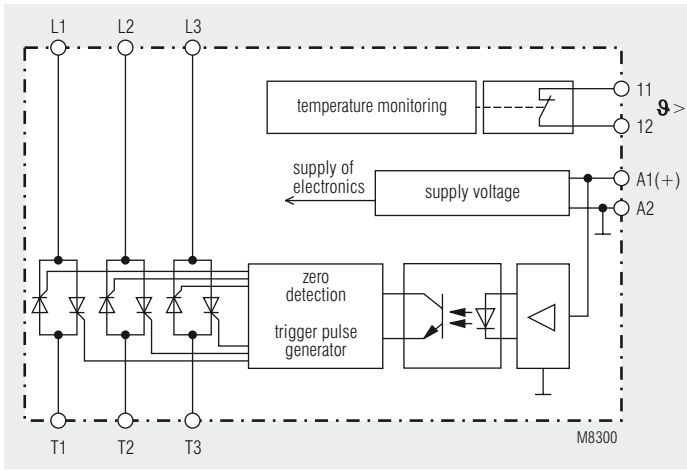 L1 L2 L3
temperature monitoring
11
ϑ >
12
supply of
electronics
supply voltage
A1(+)
A2
zero
detection
trigger pulse
generator
T1 T2 T3
M8300